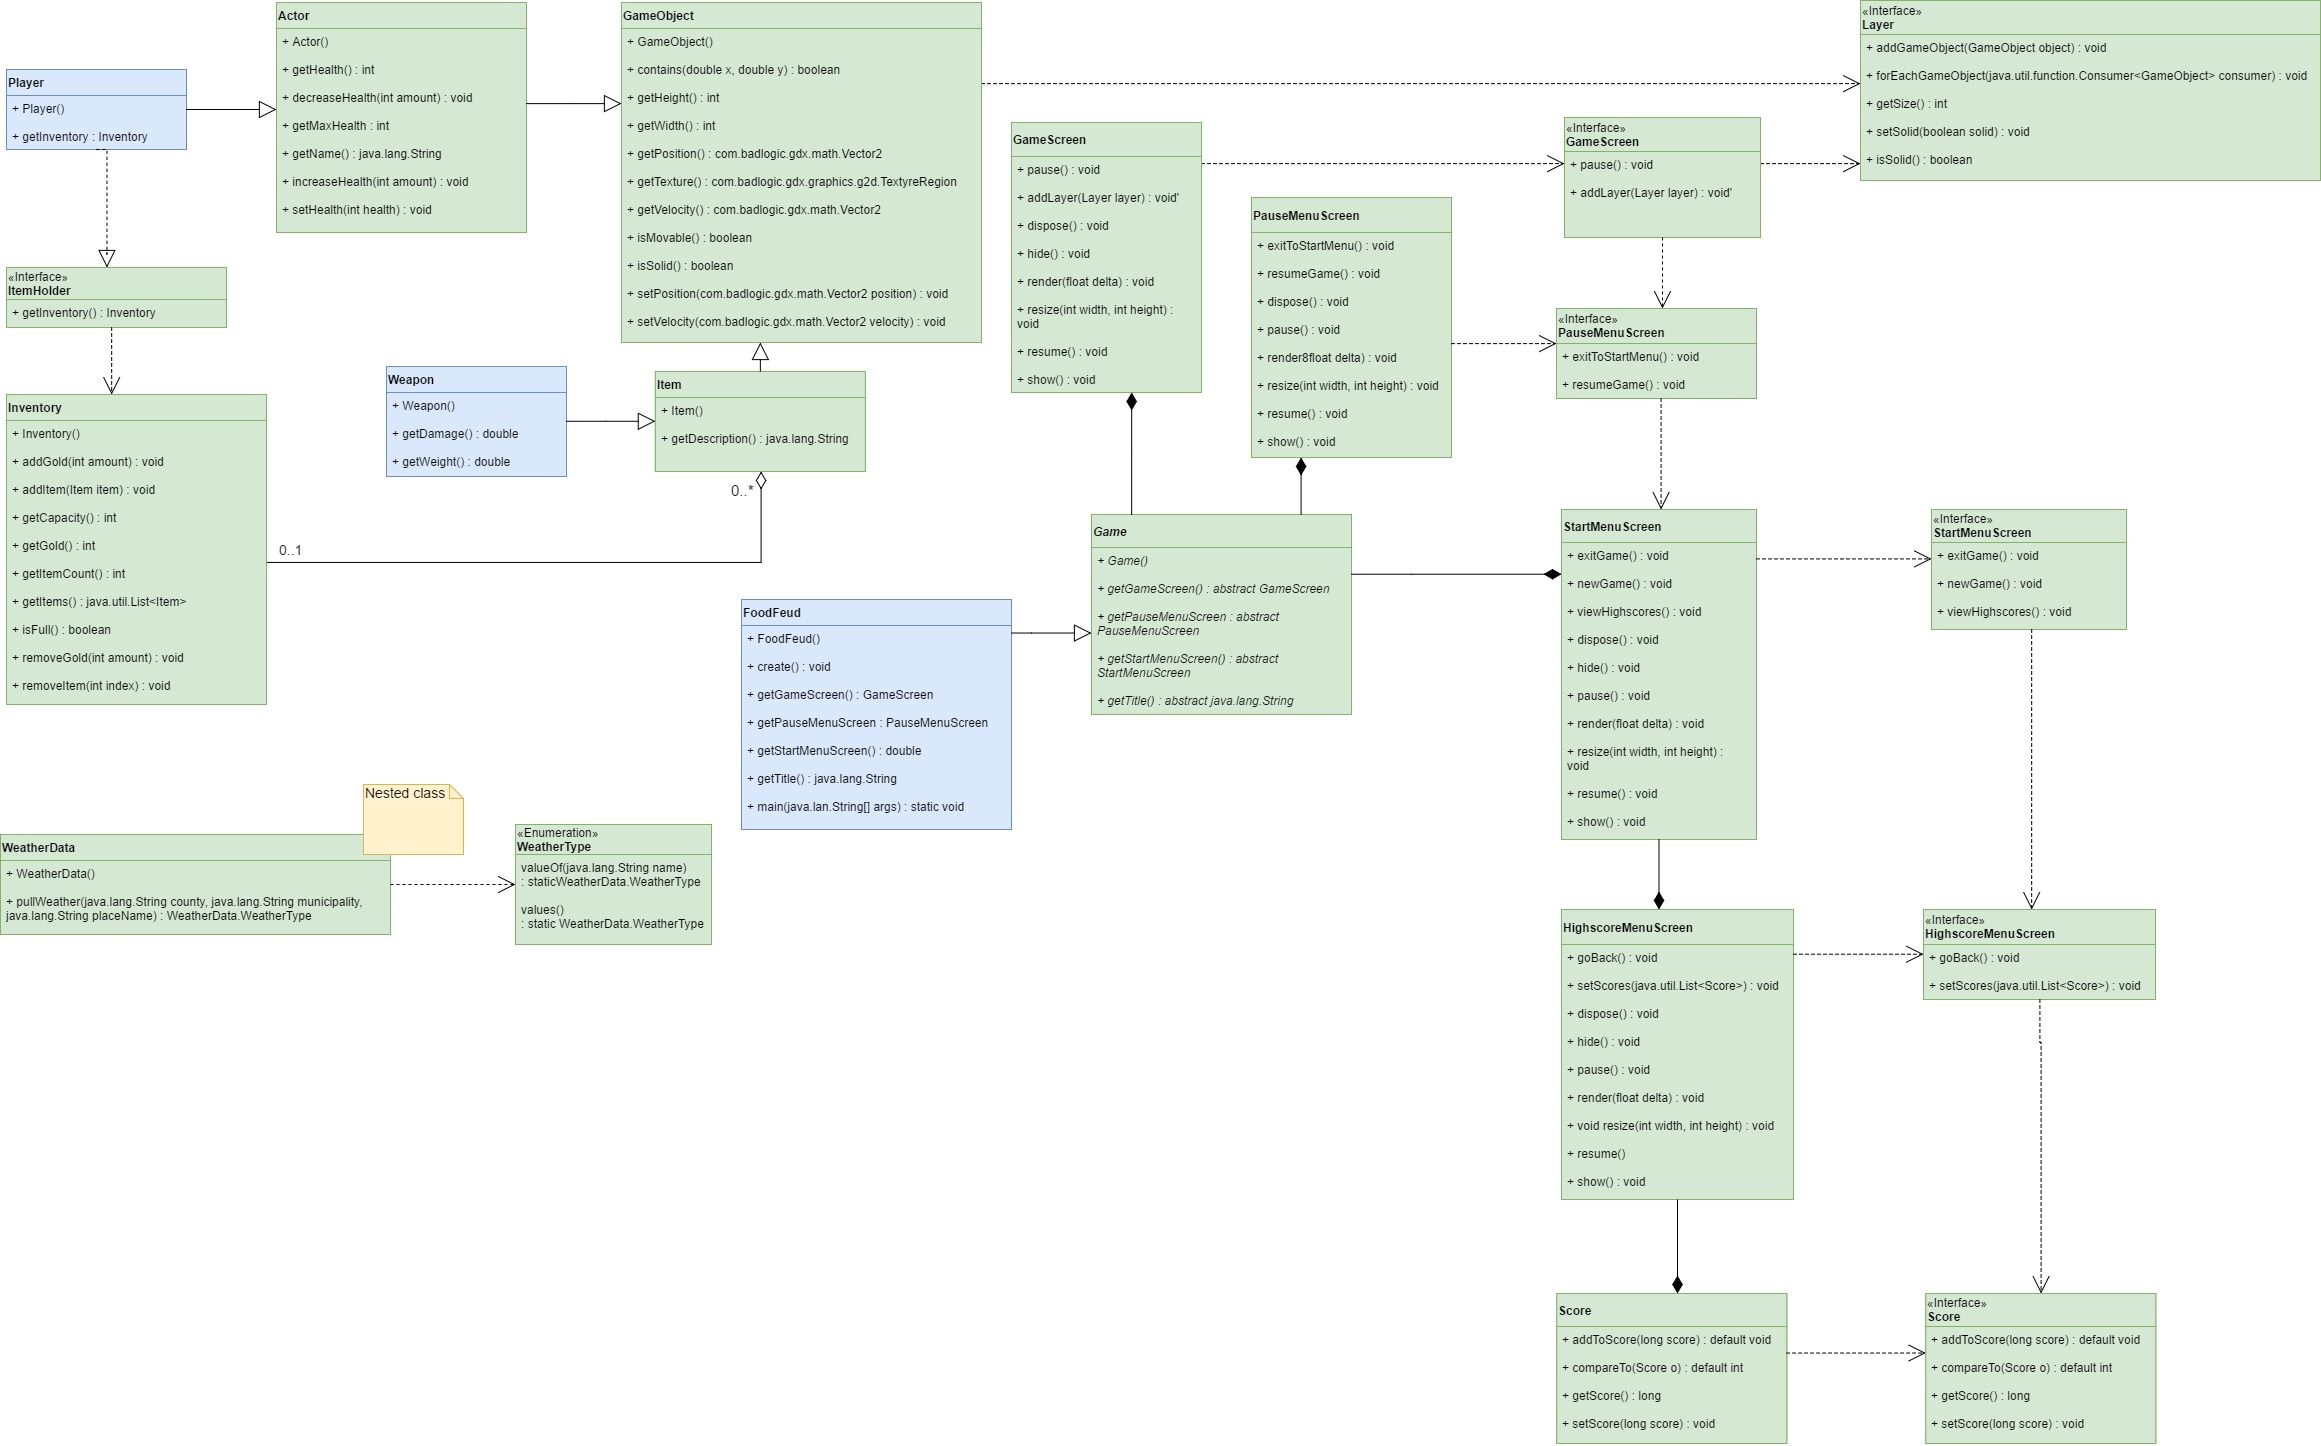 Player
+ Player()
+ getInventory : Inventory
Actor
+ Actor()
+ getHealth() : int
+ decreaseHealth(int amount) : void
+ getMaxHealth : int
+ getName() : java.lang.String
+ increaseHealth(int amount) : void
+ setHealth(int health) : void
GameObject
+ GameObject()
+ contains(double x, double y) : boolean
+ getHeight() : int
+ getWidth() : int
+ getPosition() : com.badlogic.gdx.math.Vector2
+ getTexture() : com.badlogic.gdx.graphics.g2d.TextyreRegion
+ getVelocity() : com.badlogic.gdx.math.Vector2
+ isMovable() : boolean
+ isSolid() : boolean
+ setPosition(com.badlogic.gdx.math.Vector2 position) : void
+ setVelocity(com.badlogic.gdx.math.Vector2 velocity) : void
«Interface»
Layer
+ addGameObject(GameObject object) : void
+ forEachGameObject(java.util.function.Consumer<GameObject> consumer) : void
+ getSize() : int
+ setSolid(boolean solid) : void
+ isSolid() : boolean
GameScreen
+ pause() : void
+ addLayer(Layer layer) : void'
+ dispose() : void
+ hide() : void
+ render(float delta) : void
+ resize(int width, int height) :
void
+ resume() : void
+ show() : void
«Interface»
GameScreen
+ pause() : void
+ addLayer(Layer layer) : void'
PauseMenuScreen
+ exitToStartMenu() : void
+ resumeGame() : void
+ dispose() : void
+ pause() : void
+ render8float delta) : void
+ resize(int width, int height) : void
+ resume() : void
+ show() : void
«Interface»
PauseMenuScreen
+ exitToStartMenu() : void
+ resumeGame() : void
«Interface»
ItemHolder
+ getInventory() : Inventory
Inventory
+ Inventory()
+ addGold(int amount) : void
+ addItem(Item item) : void
+ getCapacity() : int
+ getGold() : int
+ getItemCount() : int
+ getItems() : java.util.List<Item>
+ isFull() : boolean
+ removeGold(int amount) : void
+ removeItem(int index) : void
Weapon
+ Weapon()
+ getDamage() : double
+ getWeight() : double
Item
+ Item()
+ getDescription() : java.lang.String
0..*
0..1
Game
+ Game()
+ getGameScreen() : abstract GameScreen
+ getPauseMenuScreen : abstract
PauseMenuScreen
+ getStartMenuScreen() : abstract
StartMenuScreen
+ getTitle() : abstract java.lang.String
FoodFeud
+ FoodFeud()
+ create() : void
+ getGameScreen() : GameScreen
+ getPauseMenuScreen : PauseMenuScreen
+ getStartMenuScreen() : double
+ getTitle() : java.lang.String
+ main(java.lan.String[] args) : static void
StartMenuScreen
+ exitGame() : void
+ newGame() : void
+ viewHighscores() : void
+ dispose() : void
+ hide() : void
+ pause() : void
+ render(float delta) : void
+ resize(int width, int height) :
void
+ resume() : void
+ show() : void
«Interface»
StartMenuScreen
+ exitGame() : void
+ newGame() : void
+ viewHighscores() : void
Nested class
WeatherData
+ WeatherData()
+ pullWeather(java.lang.String county, java.lang.String municipality,
java.lang.String placeName) : WeatherData.WeatherType
«Enumeration»
WeatherType
valueOf(java.lang.String name)
: staticWeatherData.WeatherType
values()
: static WeatherData.WeatherType
HighscoreMenuScreen
+ goBack() : void
+ setScores(java.util.List<Score>) : void
+ dispose() : void
+ hide() : void
+ pause() : void
+ render(float delta) : void
+ void resize(int width, int height) : void
+ resume()
+ show() : void
«Interface»
HighscoreMenuScreen
+ goBack() : void
+ setScores(java.util.List<Score>) : void
Score
+ addToScore(long score) : default void
+ compareTo(Score o) : default int
+ getScore() : long
+ setScore(long score) : void
«Interface»
Score
+ addToScore(long score) : default void
+ compareTo(Score o) : default int
+ getScore() : long
+ setScore(long score) : void